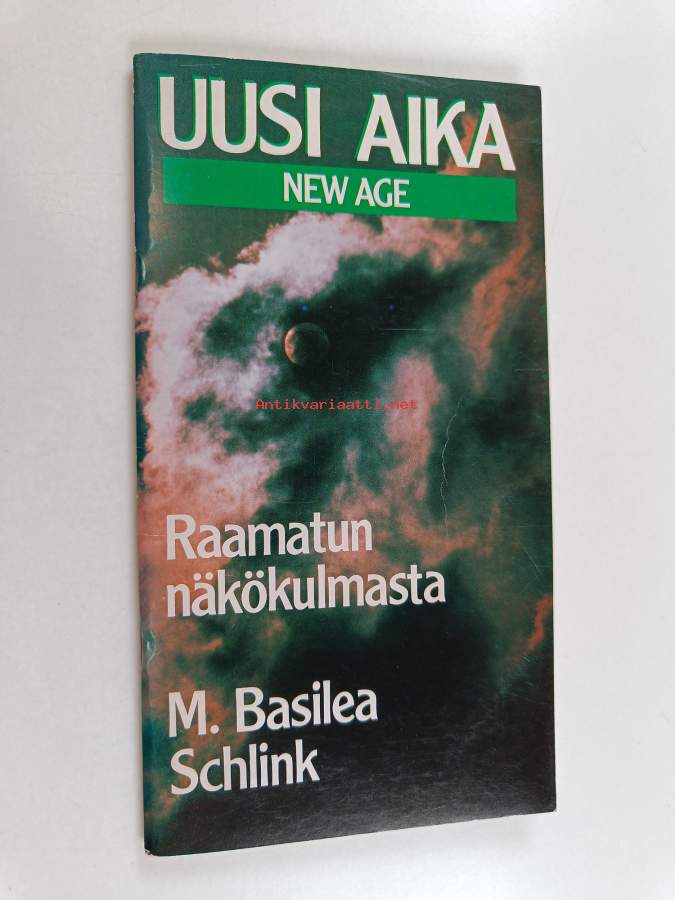 UUSI AIKA
NEW AGE
Antikvariaatti.net
Raamatun
näkökulmasta
M. Basilea
Schlink